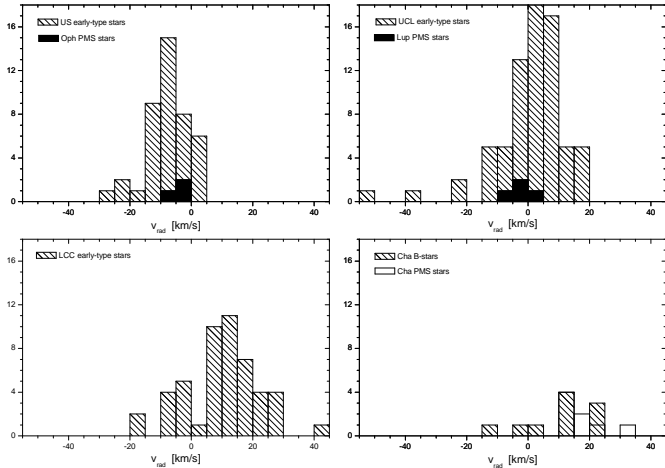 US early-type stars
Oph PMS stars
16
12
8
4
0
-40 -20 0 20 40
v_rad [km/s]
UCL early-type stars
Lup PMS stars
16
12
8
4
0
-40 -20 0 20 40
v_rad [km/s]
LCC early-type stars
16
12
8
4
0
-40 -20 0 20 40
v_rad [km/s]
Cha B-stars
Cha PMS stars
16
12
8
4
0
-40 -20 0 20 40
v_rad [km/s]